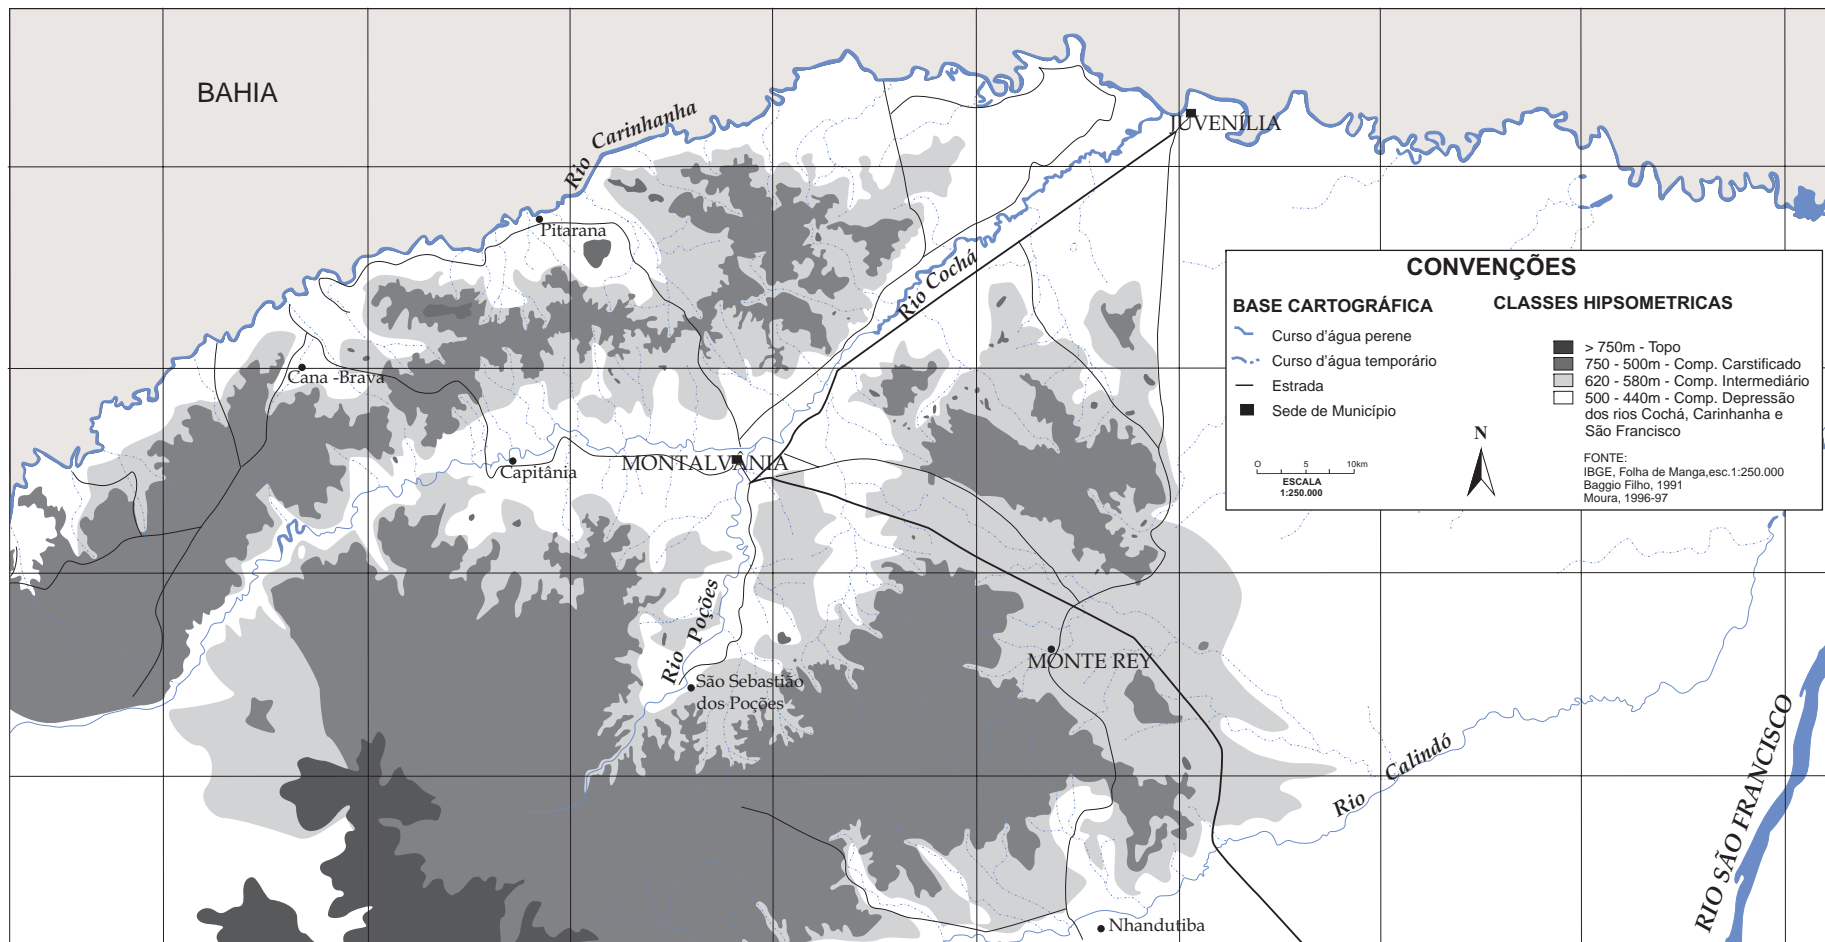 BAHIA
Rio Carinhanha
JUVENÍLIA
Pitarana
Rio Cochá
Cana -Brava
Capitânia
MONTALVÂNIA
Rio Poções
São Sebastião
dos Poções
MONTE REY
Rio Calindó
RIO SÃO FRANCISCO
Nhandutiba
CONVENÇÕES
BASE CARTOGRÁFICA
Curso d'água perene
Curso d'água temporário
Estrada
Sede de Município
CLASSES HIPSOMETRICAS
> 750m - Topo
750 - 500m - Comp. Carstificado
620 - 580m - Comp. Intermediário
500 - 440m - Comp. Depressão
dos rios Cochá, Carinhanha e
São Francisco
N
O 5 10km
ESCALA
1:250.000
FONTE:
IBGE, Folha de Manga,esc.1:250.000
Baggio Filho, 1991
Moura, 1996-97